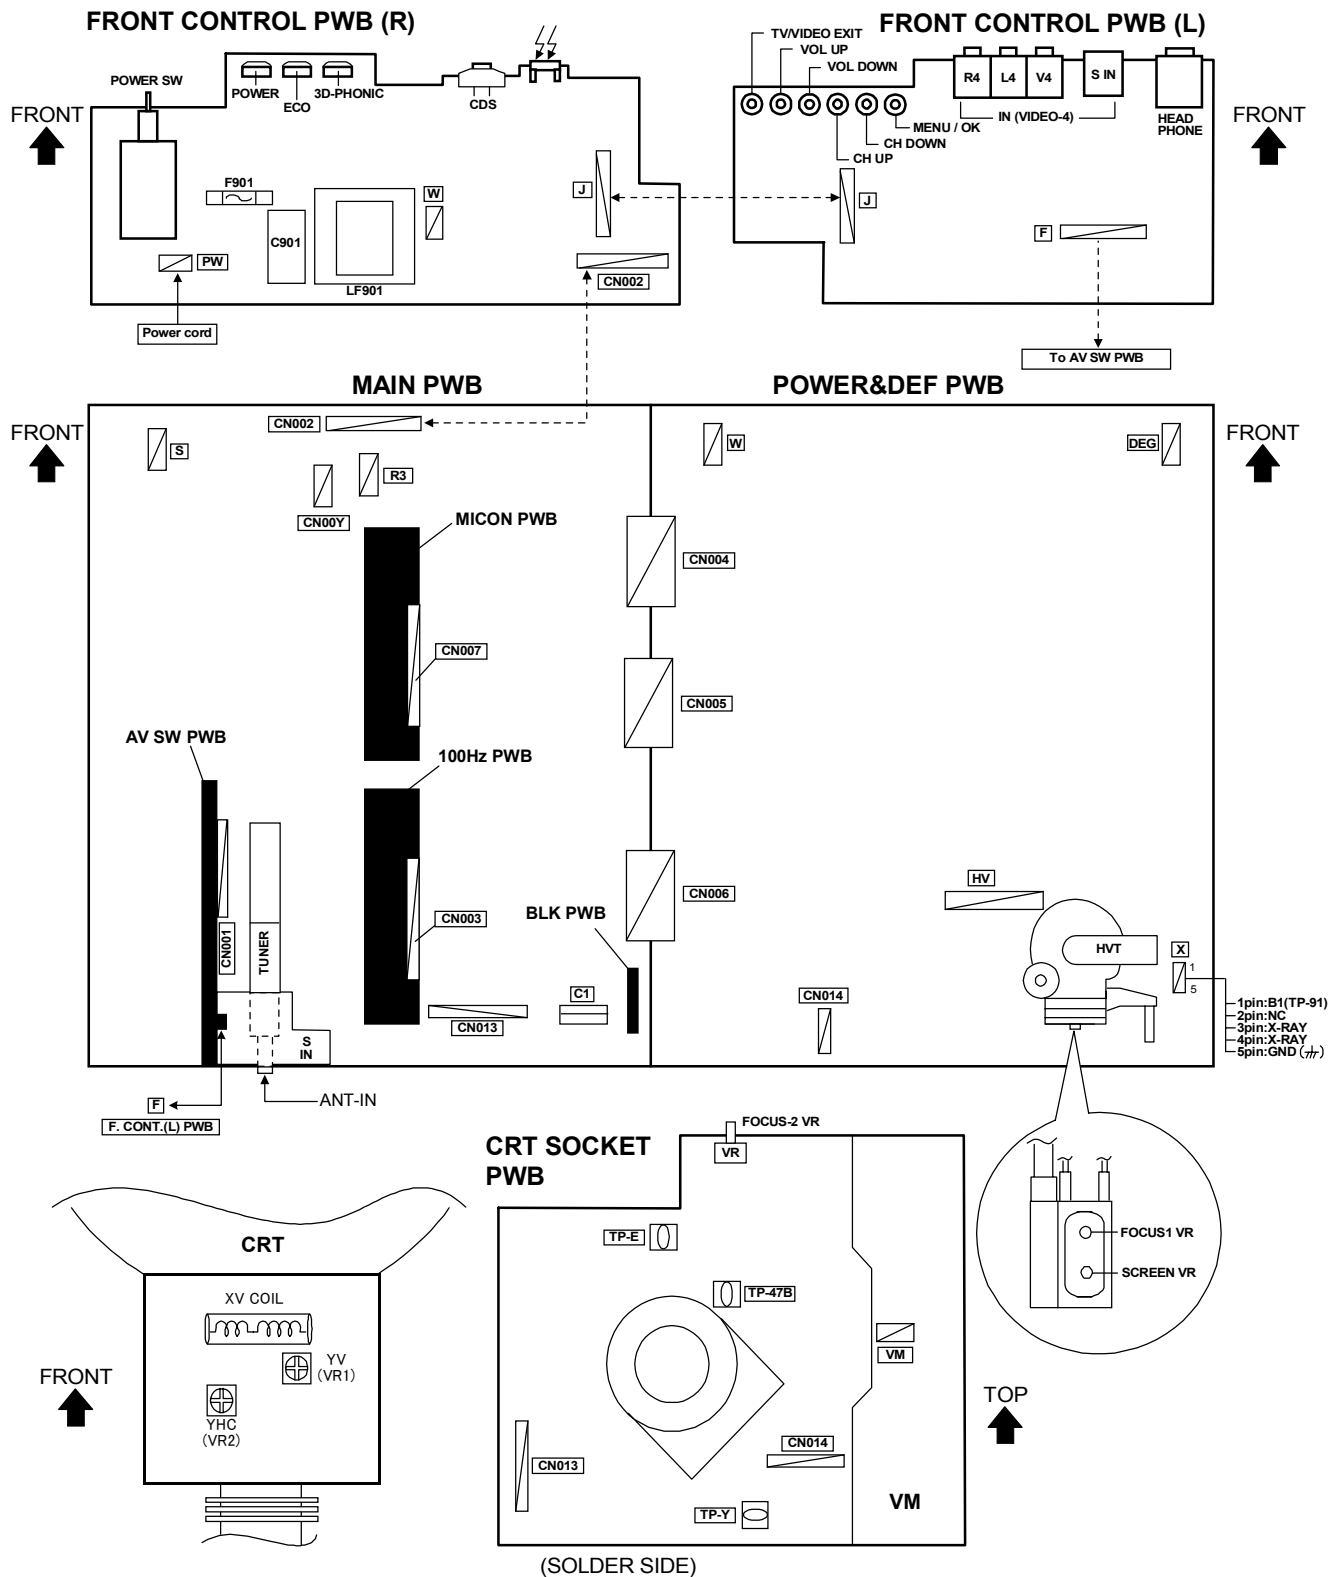 FRONT CONTROL PWB (R)
POWER SW
POWER
ECO
3D-PHONIC
CDS
FRONT
F901
W
J
C901
PW
LF901
CN002
Power cord
FRONT CONTROL PWB (L)
TV/VIDEO EXIT
VOL UP
VOL DOWN
R4
L4
V4
S IN
MENU / OK
IN (VIDEO-4)
HEAD
PHONE
CH DOWN
CH UP
FRONT
J
F
To AV SW PWB
MAIN PWB
POWER&DEF PWB
FRONT
CN002
S
R3
CN00Y
MICON PWB
W
DEG
FRONT
CN004
CN007
CN005
AV SW PWB
100Hz PWB
CN006
HV
CN003
BLK PWB
CN001
TUNER
HVT
X
1
5
C1
CN014
CN013
S
IN
1pin:B1(TP-91)
2pin:NC
3pin:X-RAY
4pin:X-RAY
5pin:GND ( )
F
ANT-IN
F. CONT.(L) PWB
FOCUS-2 VR
CRT SOCKET
PWB
VR
TP-E
FOCUS1 VR
SCREEN VR
CRT
XV COIL
YV
(VR1)
YHC
(VR2)
FRONT
TP-47B
VM
TOP
CN014
CN013
TP-Y
VM
(SOLDER SIDE)